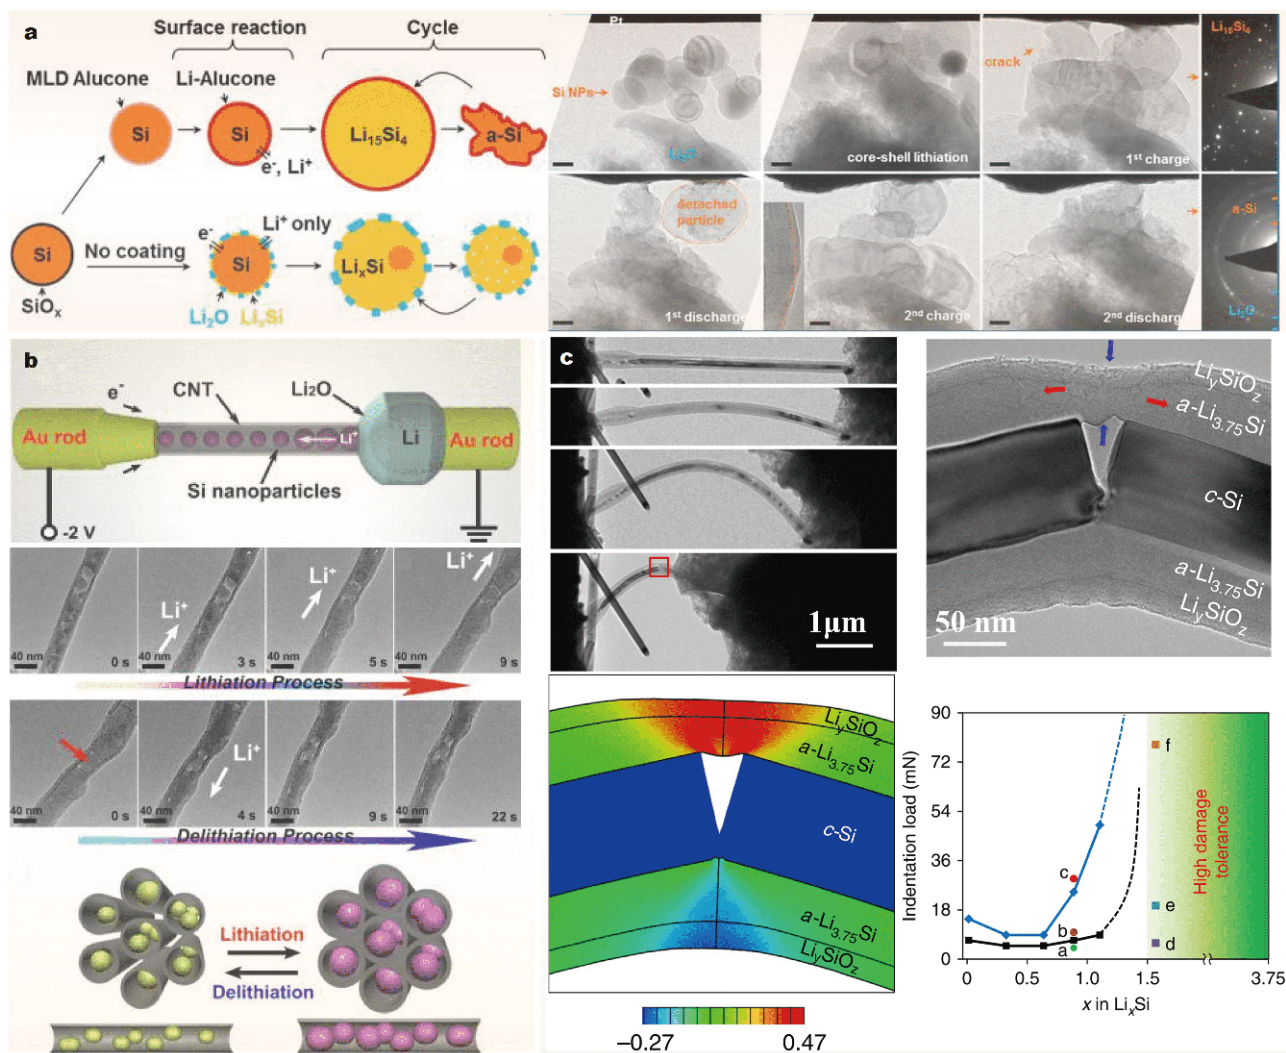 a
Surface reaction
Cycle
MLD Alucone
Li-Alucone
Si
Si
Li15Si4
a-Si
e-, Li+
No coating
Si
SiOx
e-
Li+ only
Si
LixSi
Li2O
LixSi
Pt
Si NPs
core-shell lithiation
crack
1st charge
Li15Si4
detached
particle
1st discharge
2nd charge
2nd discharge
a-Si
Li2O
b
e-
CNT
Li2O
Au rod
Li+
Li
Au rod
Si nanoparticles
-2 V
Li+
Li+
Li+
40 nm
0 s
40 nm
3 s
40 nm
5 s
40 nm
9 s
Lithiation Process
Li+
40 nm
0 s
40 nm
4 s
40 nm
9 s
40 nm
22 s
Delithiation Process
Lithiation
Delithiation
c
1µm
LiySiOz
a-Li3.75Si
c-Si
a-Li3.75Si
LiySiOz
50 nm
LiySiOz
a-Li3.75Si
c-Si
a-Li3.75Si
LiySiOz
−0.27
0.47
Indentation load (mN)
90
72
54
36
18
0
c
b
a
f
e
d
High damage
tolerance
0
0.5
1.0
1.5
3.75
x in LixSi